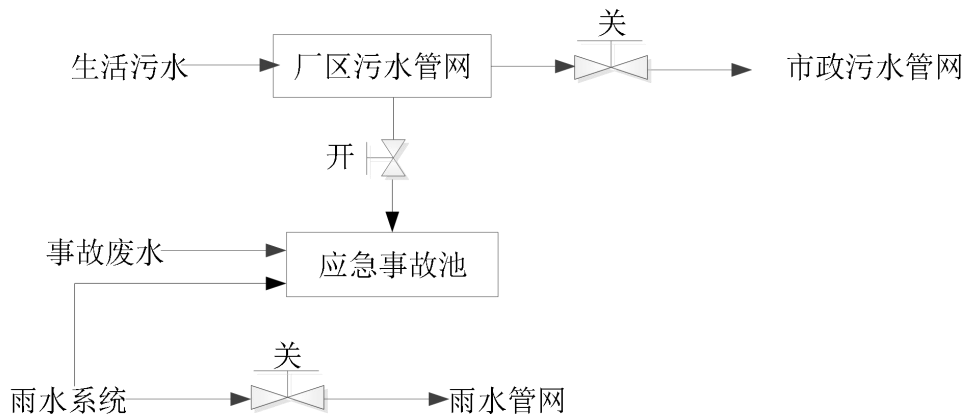 关
生活污水
厂区污水管网
市政污水管网
开
事故废水
应急事故池
关
雨水系统
雨水管网